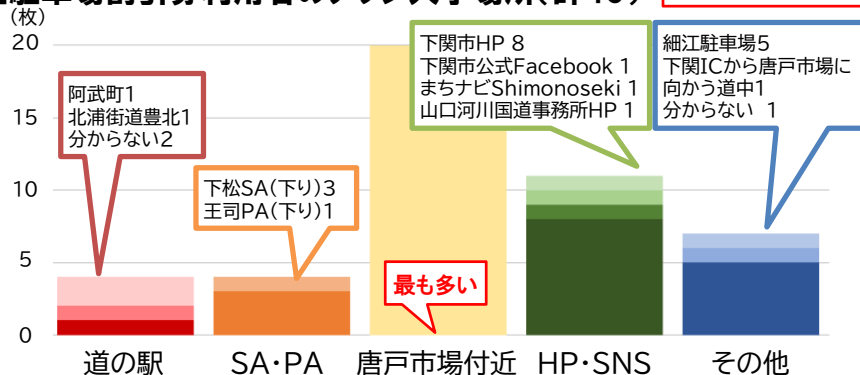 (枚)
20
15
10
5
0
阿武町1
北浦街道豊北1
分からない2
下松SA(下り)3
王司PA(下り)1
最も多い
下関市HP 8
下関市公式Facebook 1
まちナビShimonoseki 1
山口河川国道事務所HP 1
細江駐車場5
下関ICから唐戸市場に
向かう道中1
分からない 1
道の駅
SA・PA
唐戸市場付近
HP・SNS
その他